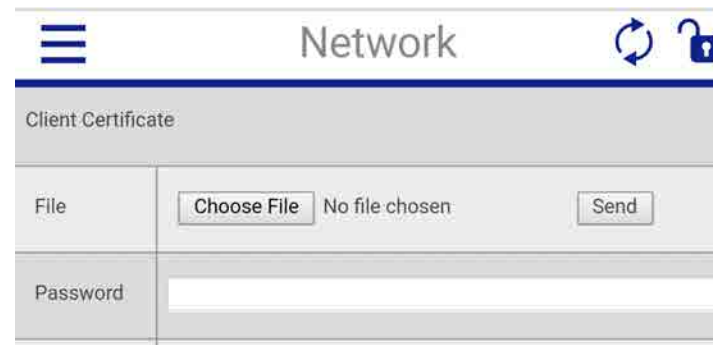 Network
Client Certificate
File Choose File No file chosen Send
Password